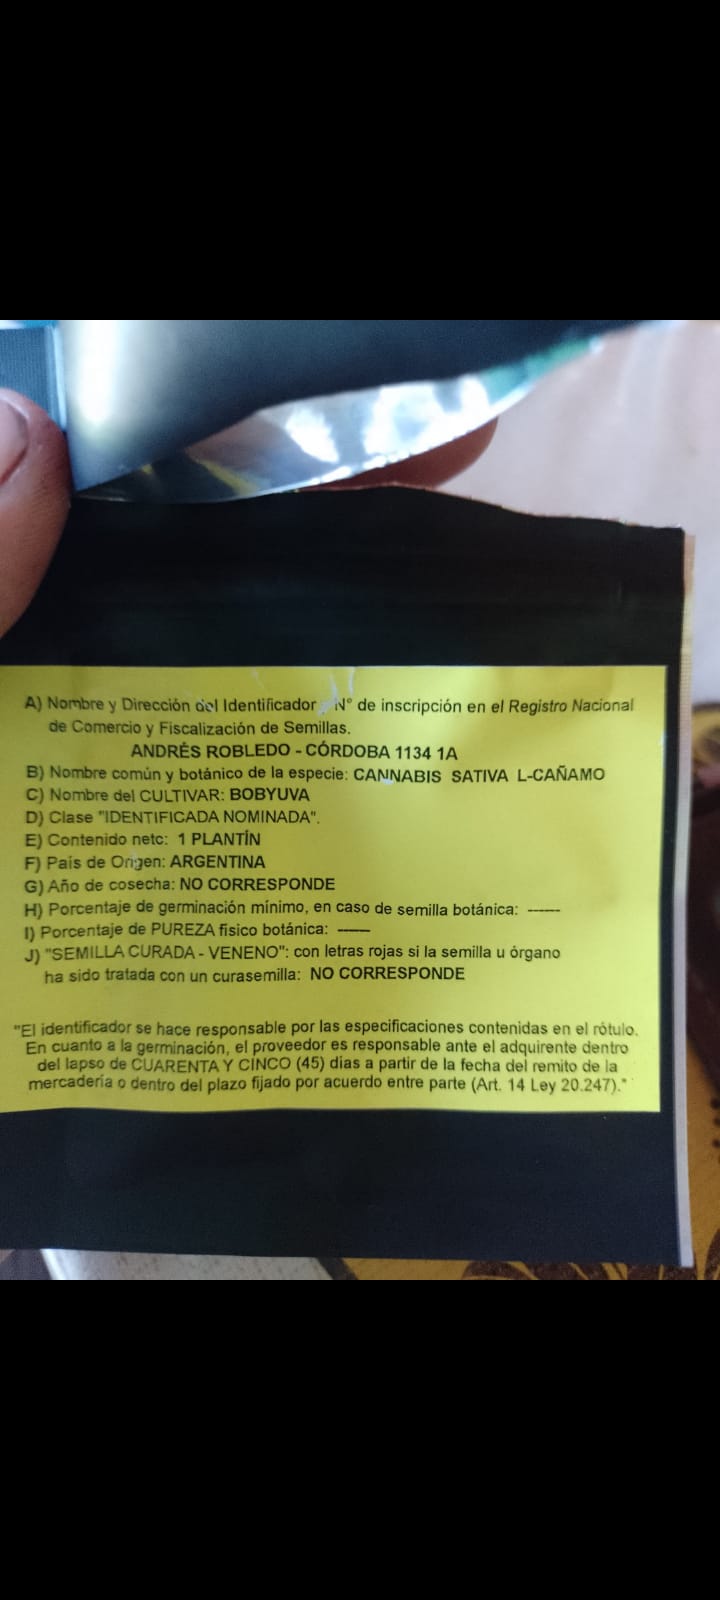 A) Nombre y Dirección del Identificador y N° de inscripción en el Registro Nacional
de Comercio y Fiscalización de Semillas.
ANDRÉS ROBLEDO - CÓRDOBA 1134 1A
B) Nombre común y botánico de la especie: CANNABIS SATIVA L-CAÑAMO
C) Nombre del CULTIVAR: BOBYUVA
D) Clase "IDENTIFICADA NOMINADA".
E) Contenido netc: 1 PLANTÍN
F) País de Origen: ARGENTINA
G) Año de cosecha: NO CORRESPONDE
H) Porcentaje de germinación mínimo, en caso de semilla botánica: ------
I) Porcentaje de PUREZA físico botánica: ------
J) "SEMILLA CURADA - VENENO": con letras rojas si la semilla u órgano
ha sido tratada con un curasemilla: NO CORRESPONDE
"El identificador se hace responsable por las especificaciones contenidas en el rótulo.
En cuanto a la germinación, el proveedor es responsable ante el adquirente dentro
del lapso de CUARENTA Y CINCO (45) días a partir de la fecha del remito de la
mercadería o dentro del plazo fijado por acuerdo entre parte (Art. 14 Ley 20.247)."